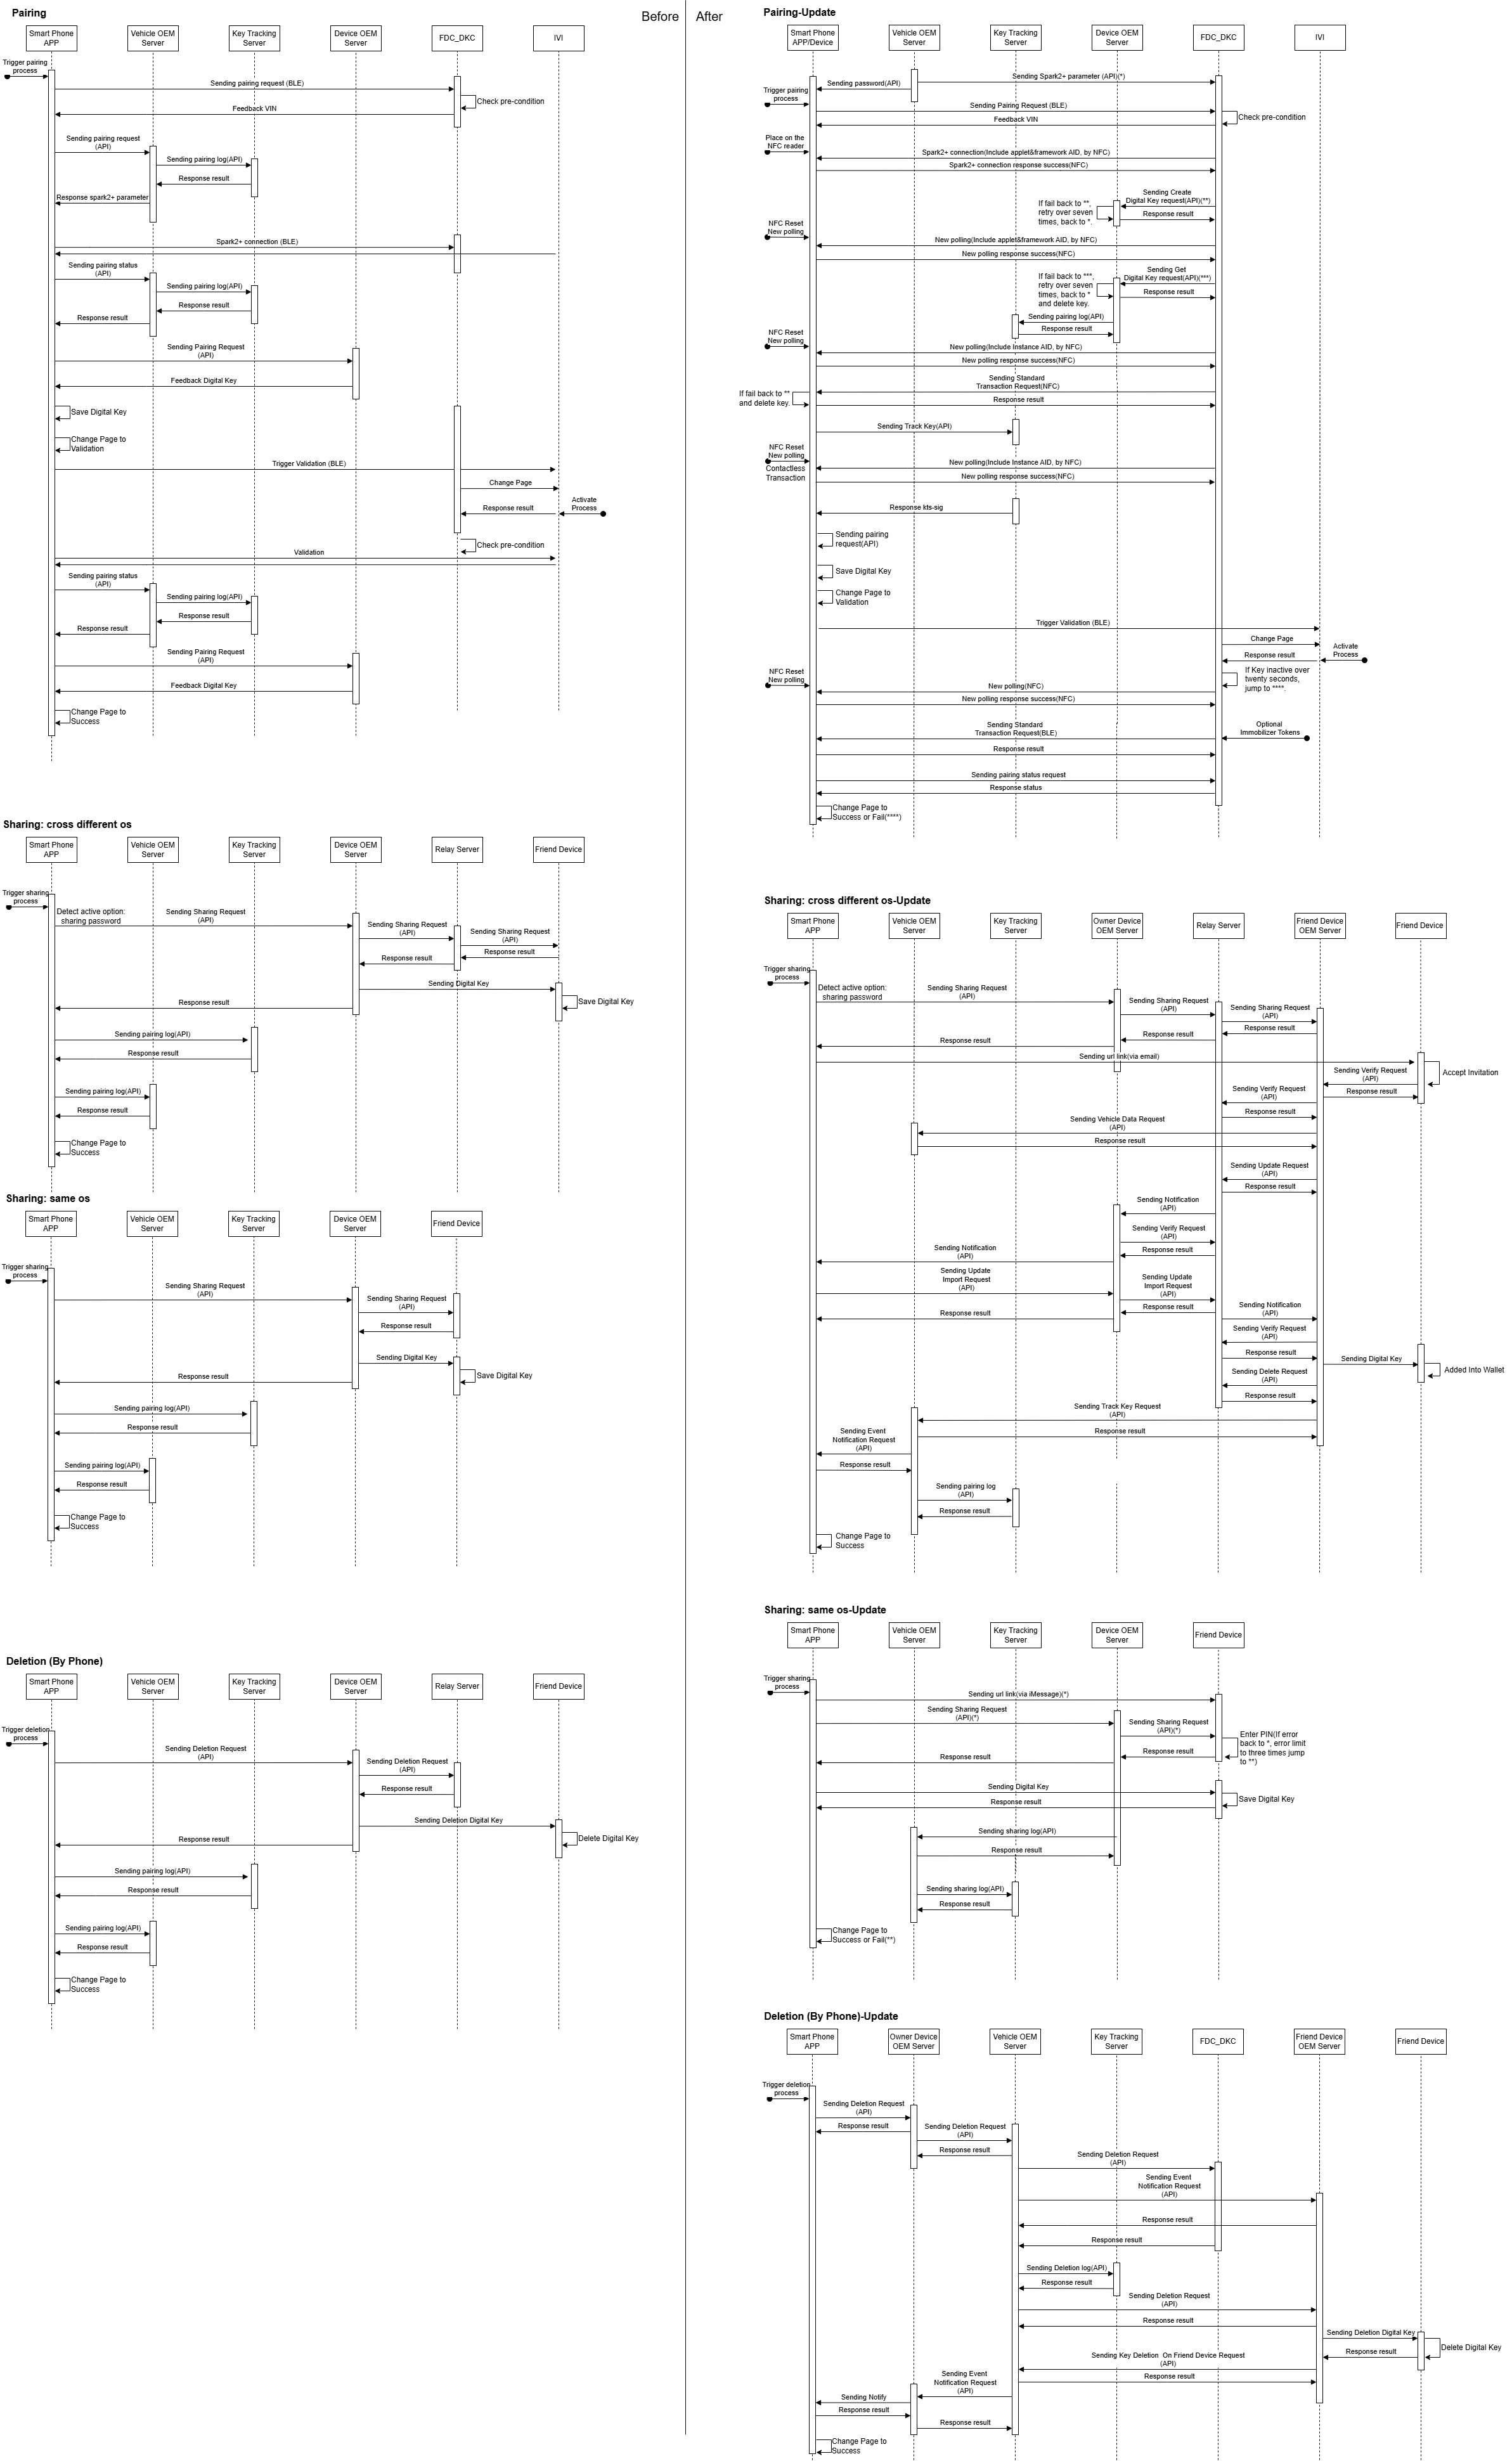 Before
After
Pairing
Smart Phone
APP
Vehicle OEM
Server
Key Tracking
Server
Device OEM
Server
FDC_DKC
IVI
Trigger pairing
process
Sending pairing request (BLE)
Check pre-condition
Feedback VIN
Sending pairing request
(API)
Sending pairing log(API)
Response result
Response spark2+ parameter
Spark2+ connection (BLE)
Sending pairing status
(API)
Sending pairing log(API)
Response result
Response result
Sending Pairing Request
(API)
Feedback Digital Key
Save Digital Key
Change Page to
Validation
Trigger Validation (BLE)
Change Page
Activate
Process
Response result
Check pre-condition
Validation
Sending pairing status
(API)
Sending pairing log(API)
Response result
Response result
Sending Pairing Request
(API)
Feedback Digital Key
Change Page to
Success
Sharing: cross different os
Smart Phone
APP
Vehicle OEM
Server
Key Tracking
Server
Device OEM
Server
Relay Server
Friend Device
Trigger sharing
process
Detect active option:
sharing password
Sending Sharing Request
(API)
Sending Sharing Request
(API)
Sending Sharing Request
(API)
Response result
Response result
Sending Digital Key
Save Digital Key
Response result
Sending pairing log(API)
Response result
Sending pairing log(API)
Response result
Change Page to
Success
Sharing: same os
Smart Phone
APP
Vehicle OEM
Server
Key Tracking
Server
Device OEM
Server
Friend Device
Trigger sharing
process
Sending Sharing Request
(API)
Sending Sharing Request
(API)
Response result
Sending Digital Key
Save Digital Key
Response result
Sending pairing log(API)
Response result
Sending pairing log(API)
Response result
Change Page to
Success
Deletion (By Phone)
Smart Phone
APP
Vehicle OEM
Server
Key Tracking
Server
Device OEM
Server
Relay Server
Friend Device
Trigger deletion
process
Sending Deletion Request
(API)
Sending Deletion Request
(API)
Response result
Sending Deletion Digital Key
Delete Digital Key
Response result
Sending pairing log(API)
Response result
Sending pairing log(API)
Response result
Change Page to
Success
Pairing-Update
Smart Phone
APP/Device
Vehicle OEM
Server
Key Tracking
Server
Device OEM
Server
FDC_DKC
IVI
Sending Spark2+ parameter (API)(*)
Sending password(API)
Trigger pairing
process
Sending Pairing Request (BLE)
Check pre-condition
Feedback VIN
Place on the
NFC reader
Spark2+ connection(Include applet&framework AID, by NFC)
Spark2+ connection response success(NFC)
Sending Create
Digital Key request(API)(**)
If fail back to **,
retry over seven
times, back to *.
Response result
NFC Reset
New polling
New polling(Include applet&framework AID, by NFC)
New polling response success(NFC)
Sending Get
Digital Key request(API)(***)
If fail back to ***,
retry over seven
times, back to *
and delete key.
Response result
Sending pairing log(API)
Response result
NFC Reset
New polling
New polling(Include Instance AID, by NFC)
New polling response success(NFC)
Sending Standard
Transaction Request(NFC)
If fail back to **
and delete key.
Response result
Sending Track Key(API)
NFC Reset
New polling
Contactless
Transaction
New polling(Include Instance AID, by NFC)
New polling response success(NFC)
Response kts-sig
Sending pairing
request(API)
Save Digital Key
Change Page to
Validation
Trigger Validation (BLE)
Change Page
Activate
Process
Response result
If Key inactive over
twenty seconds,
jump to ****.
NFC Reset
New polling
New polling(NFC)
New polling response success(NFC)
Sending Standard
Transaction Request(BLE)
Optional
Immobilizer Tokens
Response result
Sending pairing status request
Response status
Change Page to
Success or Fail(****)
Sharing: cross different os-Update
Smart Phone
APP
Vehicle OEM
Server
Key Tracking
Server
Owner Device
OEM Server
Relay Server
Friend Device
OEM Server
Friend Device
Trigger sharing
process
Detect active option:
sharing password
Sending Sharing Request
(API)
Sending Sharing Request
(API)
Sending Sharing Request
(API)
Response result
Response result
Response result
Sending url link(via email)
Accept Invitation
Sending Verify Request
(API)
Response result
Sending Verify Request
(API)
Response result
Sending Vehicle Data Request
(API)
Response result
Sending Update Request
(API)
Response result
Sending Notification
(API)
Sending Verify Request
(API)
Response result
Sending Notification
(API)
Sending Update
Import Request
(API)
Sending Update
Import Request
(API)
Response result
Response result
Sending Notification
(API)
Sending Verify Request
(API)
Response result
Sending Digital Key
Added Into Wallet
Sending Delete Request
(API)
Response result
Sending Track Key Request
(API)
Response result
Sending Event
Notification Request
(API)
Response result
Sending pairing log
(API)
Response result
Change Page to
Success
Sharing: same os-Update
Smart Phone
APP
Vehicle OEM
Server
Key Tracking
Server
Device OEM
Server
Friend Device
Trigger sharing
process
Sending url link(via iMessage)(*)
Sending Sharing Request
(API)(*)
Sending Sharing Request
(API)(*)
Enter PIN(If error
back to *, error limit
to three times jump
to **)
Response result
Response result
Sending Digital Key
Save Digital Key
Response result
Sending sharing log(API)
Response result
Sending sharing log(API)
Response result
Change Page to
Success or Fail(**)
Deletion (By Phone)-Update
Smart Phone
APP
Owner Device
OEM Server
Vehicle OEM
Server
Key Tracking
Server
FDC_DKC
Friend Device
OEM Server
Friend Device
Trigger deletion
process
Sending Deletion Request
(API)
Response result
Sending Deletion Request
(API)
Response result
Sending Deletion Request
(API)
Sending Event
Notification Request
(API)
Response result
Response result
Sending Deletion log(API)
Response result
Sending Deletion Request
(API)
Response result
Sending Deletion Digital Key
Delete Digital Key
Response result
Sending Key Deletion On Friend Device Request
(API)
Response result
Sending Event
Notification Request
(API)
Sending Notify
Response result
Response result
Change Page to
Success